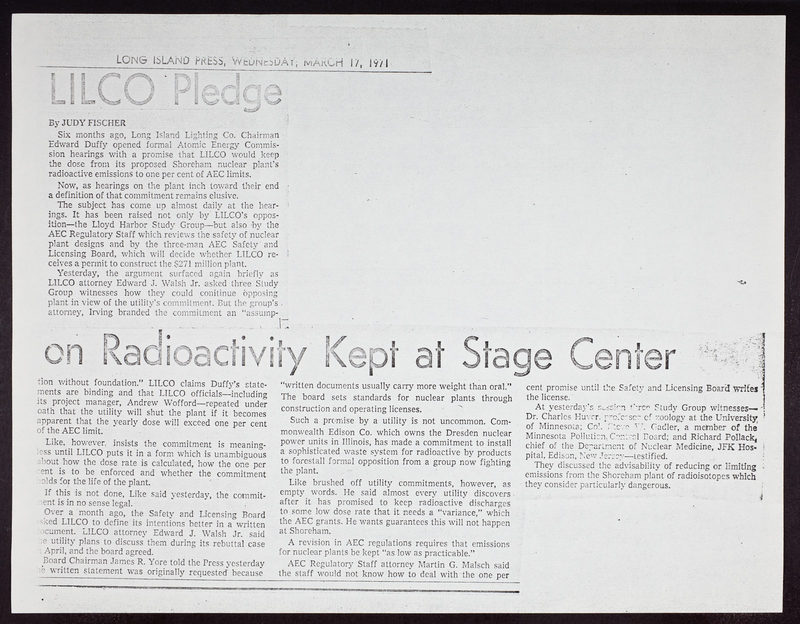 LONG ISLAND PRESS, WEDNESDAY, MARCH 17, 1971
LILCO Pledge
By JUDY FISCHER
Six months ago, Long Island Lighting Co. Chairman
Edward Duffy opened formal Atomic Energy Commis-
sion hearings with a promise that LILCO would keep
the dose from its proposed Shoreham nuclear plant's
radioactive emissions to one per cent of AEC limits.
Now, as hearings on the plant inch toward their end
a definition of that commitment remains elusive.
The subject has come up almost daily at the hear-
ings. It has been raised not only by LILCO's oppos-
ition—the Lloyd Harbor Study Group—but also by the
AEC Regulatory Staff which reviews the safety of nuclear
plant designs and by the three-man AEC Safety and
Licensing Board, which will decide whether LILCO re-
ceives a permit to construct the $271 million plant.
Yesterday, the argument surfaced again briefly as
LILCO attorney Edward J. Walsh Jr. asked three Study
Group witnesses how they could conitinue opposing
plant in view of the utility's commitment. But the group's
attorney, Irving branded the commitment an "assump-
on Radioactivity Kept at Stage Center
tion without foundation." LILCO claims Duffy's state-
ments are binding and that LILCO officials—including
its project manager, Andrew Wofford—repeated under
oath that the utility will shut the plant if it becomes
apparent that the yearly dose will exceed one per cent
of the AEC limit.
Like, however, insists the commitment is meaning-
less until LILCO puts it in a form which is unambiguous
about how the dose rate is calculated, how the one per
cent is to be enforced and whether the commitment
holds for the life of the plant.
If this is not done, Like said yesterday, the commit-
ment is in no sense legal.
Over a month ago, the Safety and Licensing Board
asked LILCO to define its intentions better in a written
document. LILCO attorney Edward J. Walsh Jr. said
the utility plans to discuss them during its rebuttal case
in April, and the board agreed.
Board Chairman James R. Yore told the Press yesterday
the written statement was originally requested because
"written documents usually carry more weight than oral."
The board sets standards for nuclear plants through
construction and operating licenses.
Such a promise by a utility is not uncommon. Com-
monwealth Edison Co. which owns the Dresden nuclear
power units in Illinois, has made a commitment to install
a sophisticated waste system for radioactive by products
to forestall formal opposition from a group now fighting
the plant.
Like brushed off utility commitments, however, as
empty words. He said almost every utility discovers
after it has promised to keep radioactive discharges
to some low dose rate that it needs a "variance," which
the AEC grants. He wants guarantees this will not happen
at Shoreham.
A revision in AEC regulations requires that emissions
for nuclear plants be kept "as low as practicable."
AEC Regulatory Staff attorney Martin G. Malsch said
the staff would not know how to deal with the one per
cent promise until the Safety and Licensing Board writes
the license.
At yesterday's session three Study Group witnesses—
Dr. Charles Huver, professor of zoology at the University
of Minnesota; Col. Steve Gadler, a member of the
Minnesota Pollution Control Board; and Richard Pollack,
chief of the Department of Nuclear Medicine, JFK Hos-
pital, Edison, New Jersey—testified.
They discussed the advisability of reducing or limiting
emissions from the Shoreham plant of radioisotopes which
they consider particularly dangerous.